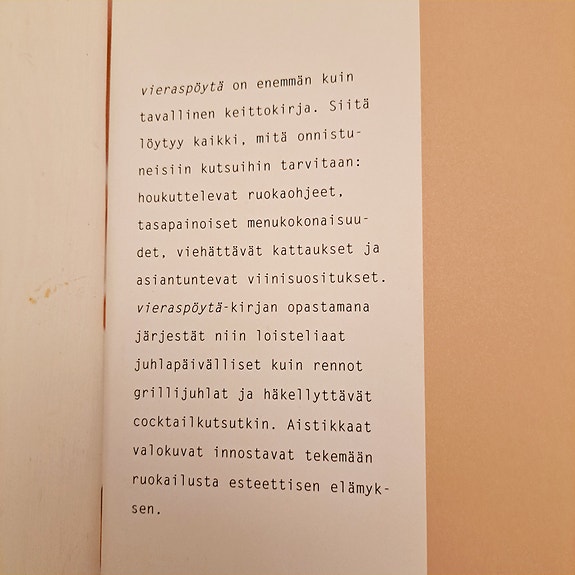 vieraspöytä on enemmän kuin
tavallinen keittokirja. Siitä
löytyy kaikki, mitä onnistu-
neisiin kutsuihin tarvitaan:
houkuttelevat ruokaohjeet,
tasapainoiset menukokonaisuu-
det, viehättävät kattaukset ja
asiantuntevat viinisuositukset.
vieraspöytä-kirjan opastamana
järjestät niin loisteliaat
juhlapäivälliset kuin rennot
grillijuhlat ja häkellyttävät
cocktailkutsutkin. Aistikkaat
valokuvat innostavat tekemään
ruokailusta esteettisen elämyk-
sen.